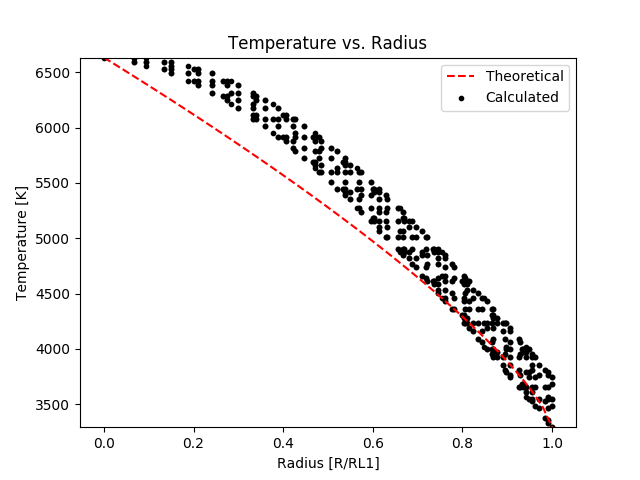 Temperature vs. Radius
Theoretical
Calculated
Temperature [K]
6500
6000
5500
5000
4500
4000
3500
0.0 0.2 0.4 0.6 0.8 1.0
Radius [R/RL1]